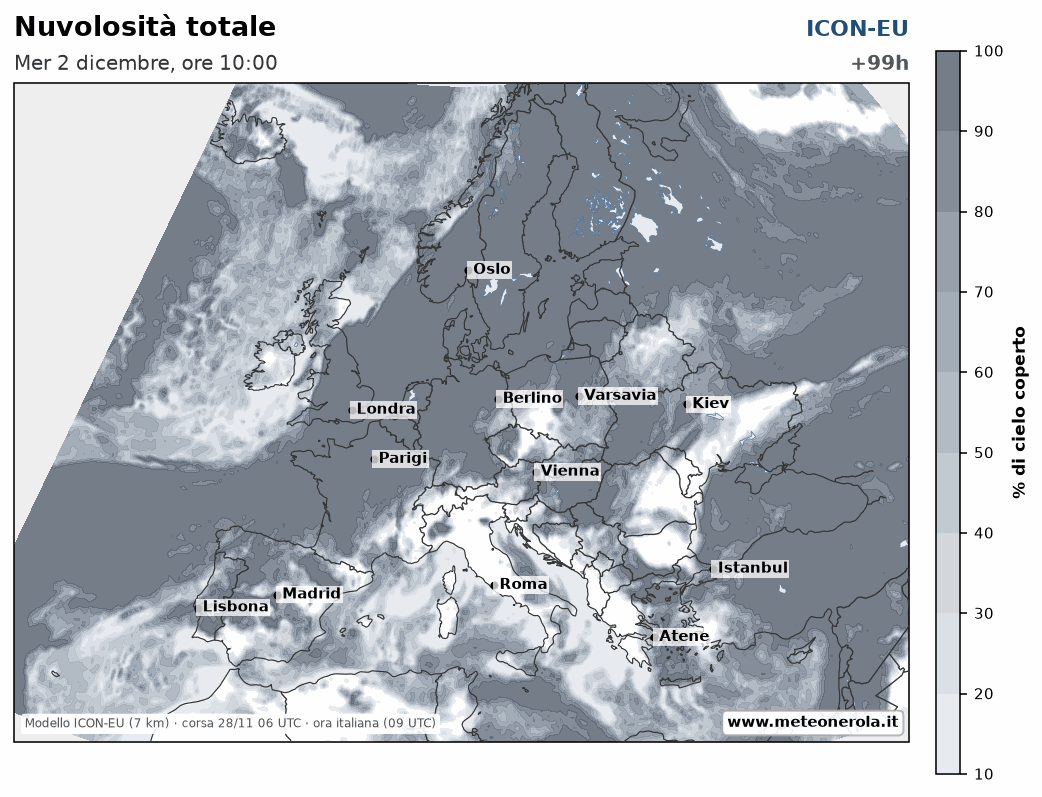 Nuvolosità totale
ICON-EU
Mer 2 dicembre, ore 10:00
+99h
100
90
80
70
60
50
40
30
20
10
% di cielo coperto
Oslo
Londra
Berlino
Varsavia
Kiev
Parigi
Vienna
Istanbul
Roma
Madrid
Lisbona
Atene
Modello ICON-EU (7 km) · corsa 28/11 06 UTC · ora italiana (09 UTC)
www.meteonerola.it